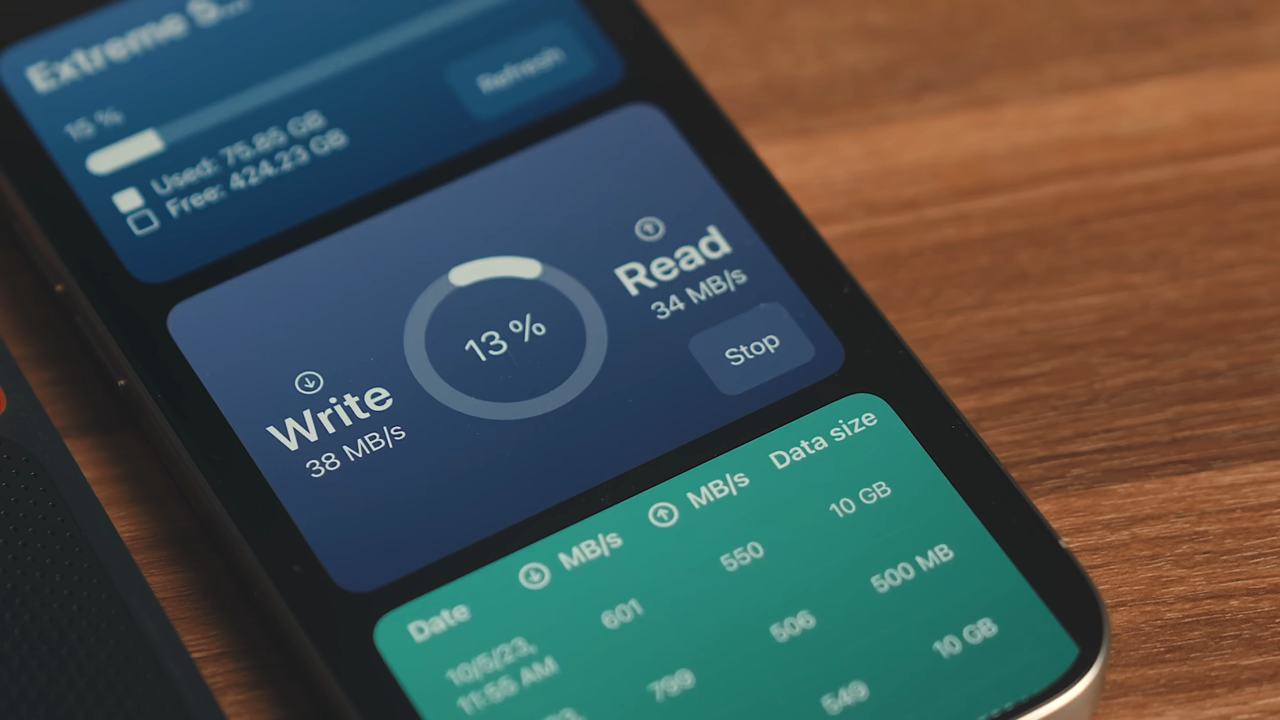 Extreme S...
15 %
Used: 75.85 GB
Free: 424.23 GB
Refresh
Write
38 MB/s
13 %
Read
34 MB/s
Stop
Date MB/s MB/s Data size
10/5/23, 601 550 10 GB
11:55 AM
799 506 500 MB
549 10 GB